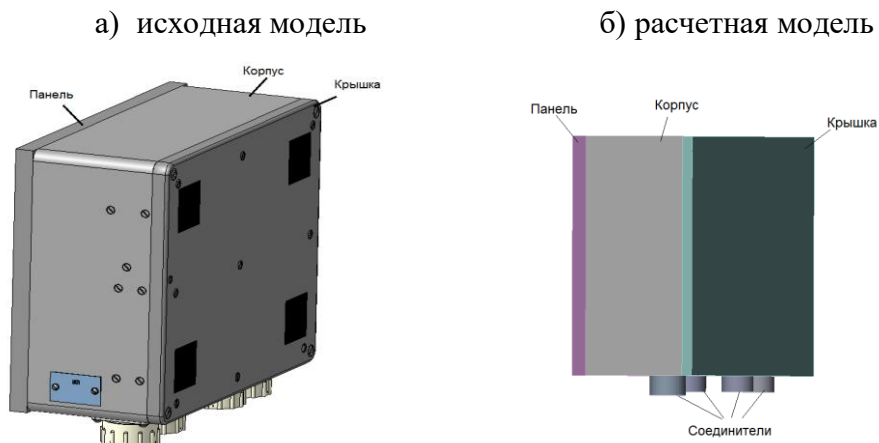 а) исходная модель
б) расчетная модель
Панель
Корпус
Крышка
Панель
Корпус
Крышка
Соединители